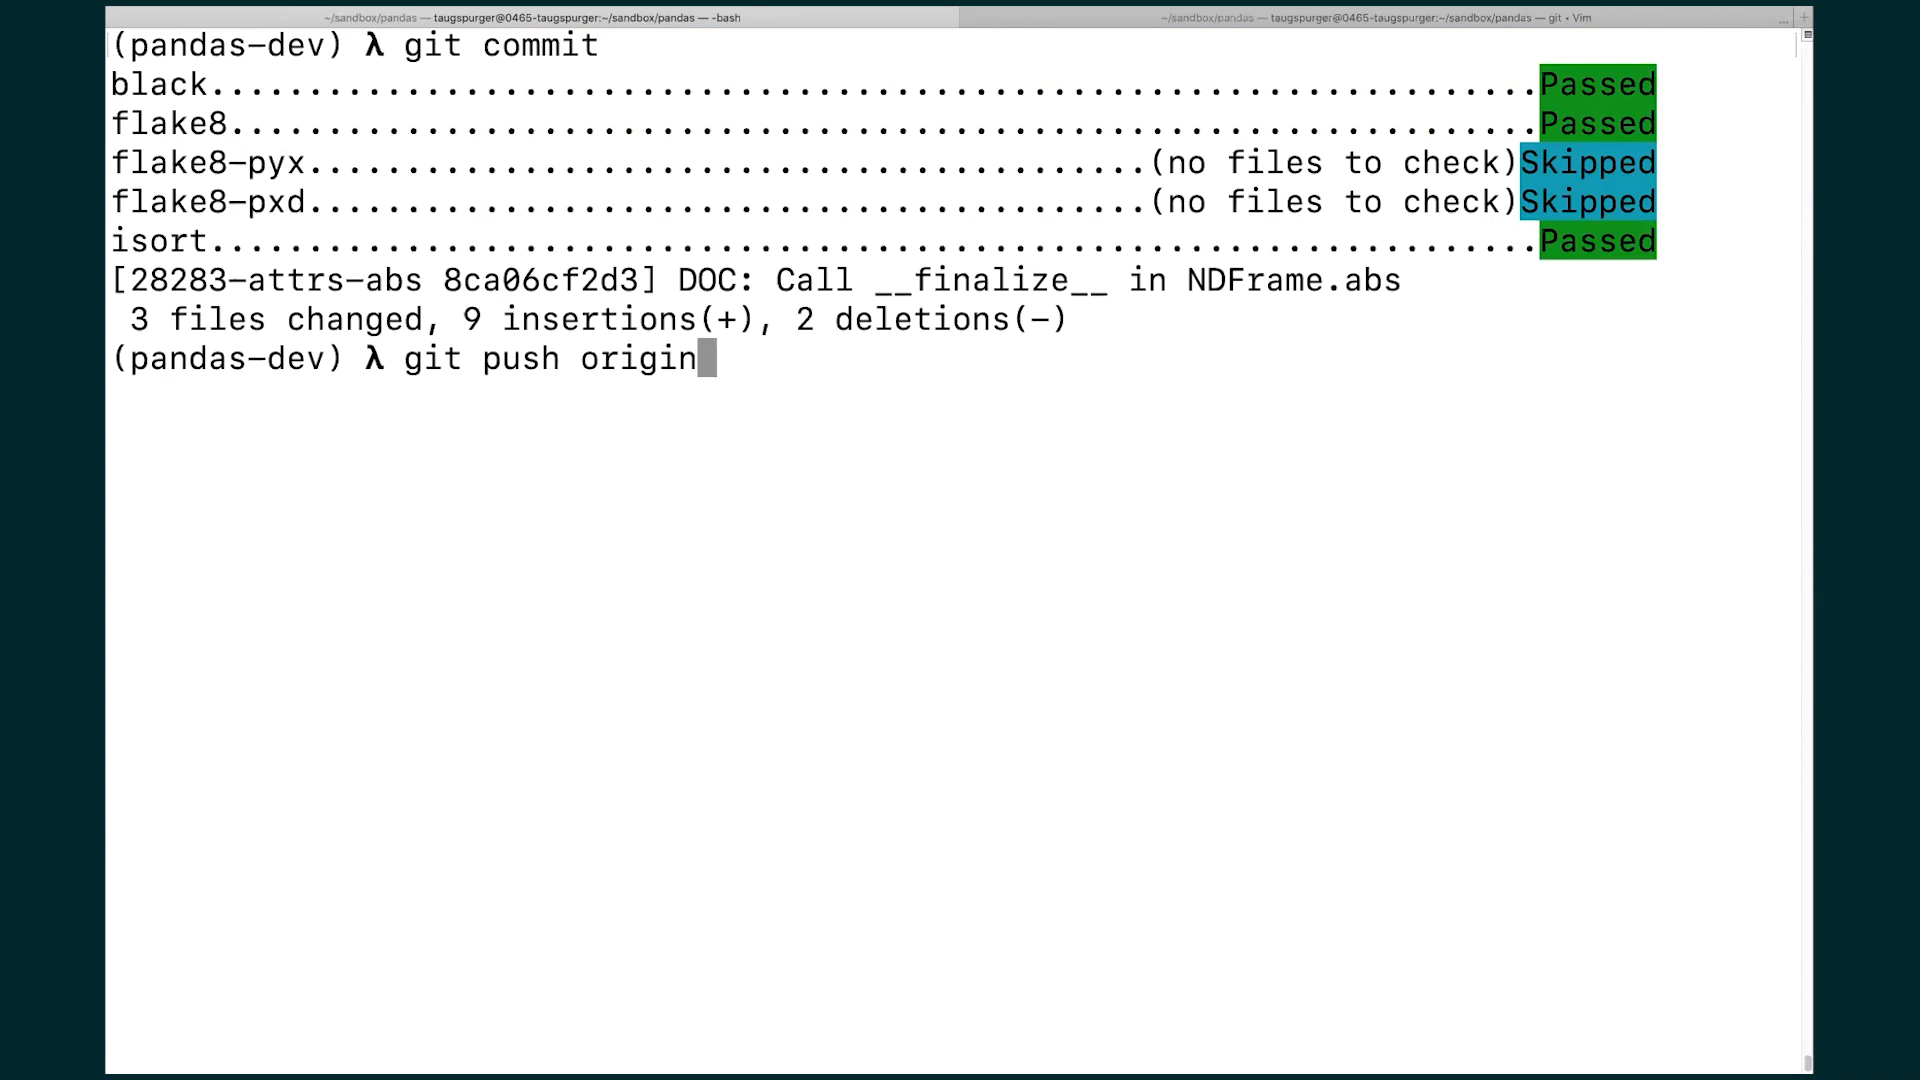 ~/sandbox/pandas — taugspurger@0465-taugspurger:~/sandbox/pandas — -bash
~/sandbox/pandas — taugspurger@0465-taugspurger:~/sandbox/pandas — git • Vim
... +
(pandas-dev) λ git commit
black....................................................................Passed
flake8...................................................................Passed
flake8-pyx...........................................(no files to check)Skipped
flake8-pxd...........................................(no files to check)Skipped
isort....................................................................Passed
[28283-attrs-abs 8ca06cf2d3] DOC: Call __finalize__ in NDFrame.abs
3 files changed, 9 insertions(+), 2 deletions(-)
(pandas-dev) λ git push origin